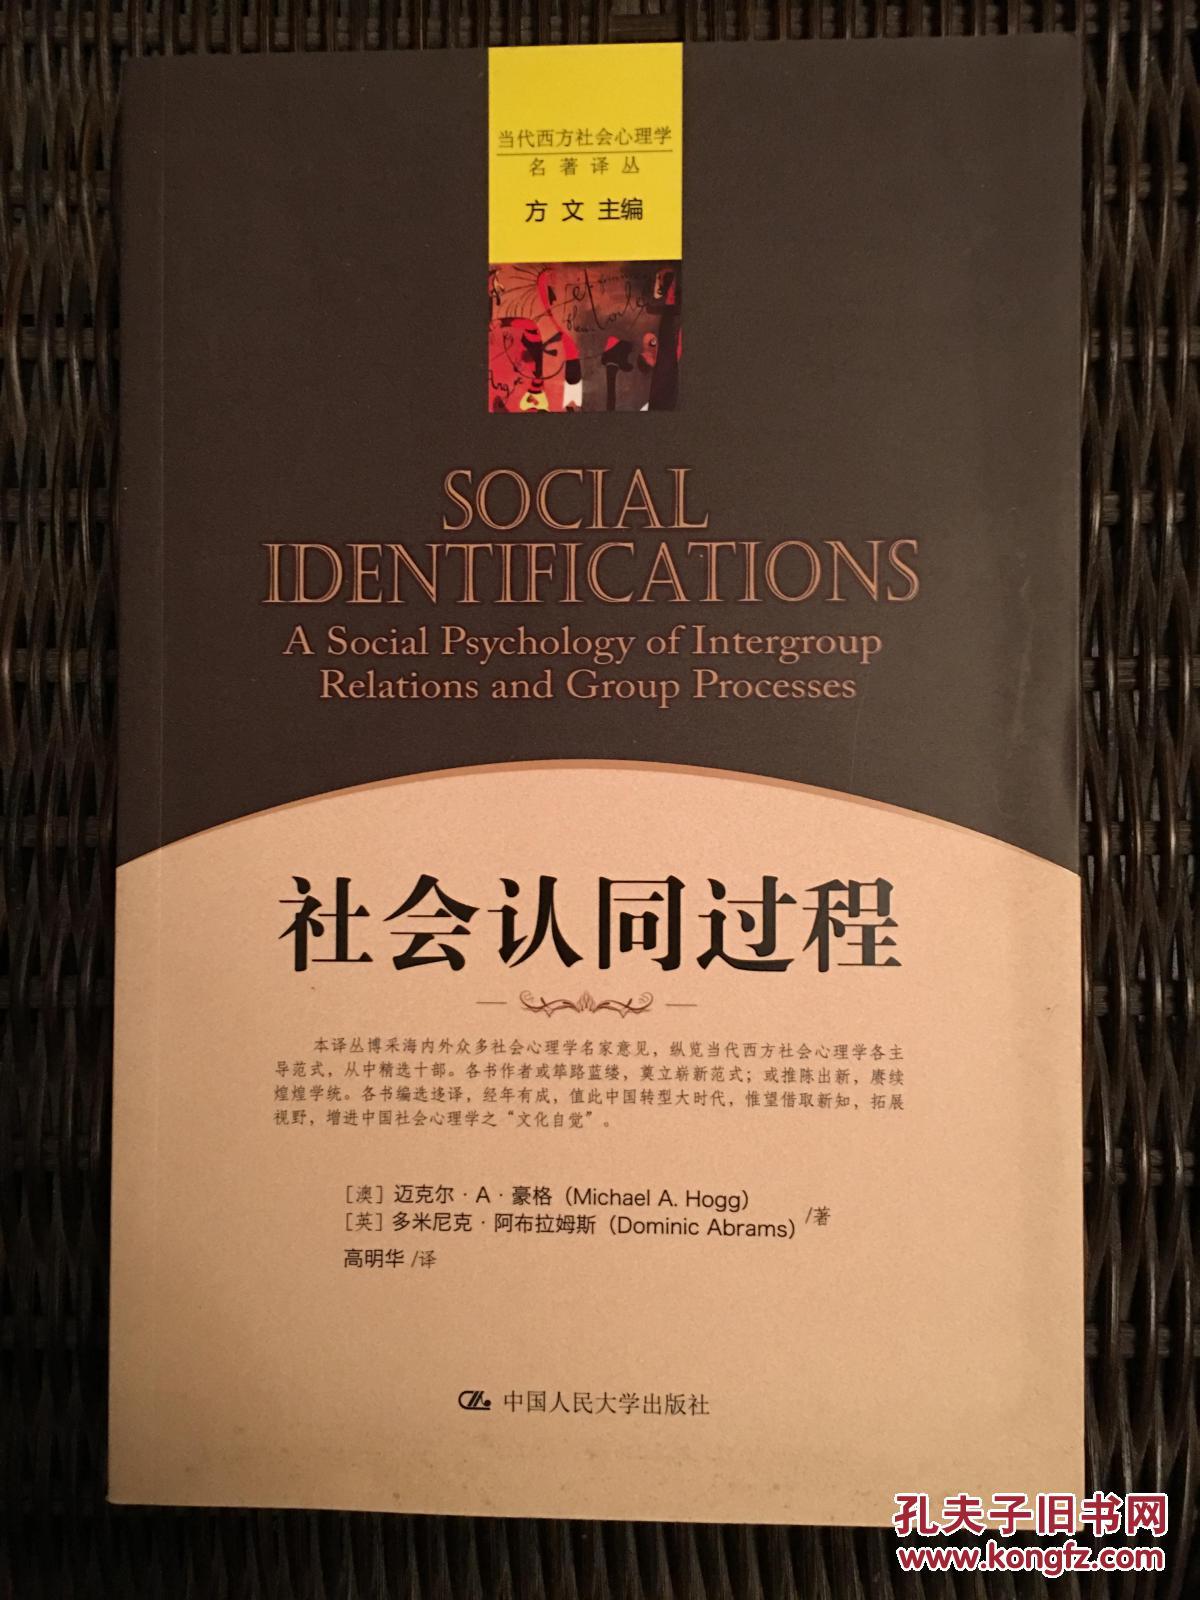 当代西方社会心理学
名著译丛
方 文 主编
SOCIAL
IDENTIFICATIONS
A Social Psychology of Intergroup
Relations and Group Processes
社会认同过程
本译丛博采海内外众多社会心理学名家意见，纵览当代西方社会心理学各主
导范式，从中精选十部。各书作者或筚路蓝缕，奠立崭新范式；或推陈出新，赓续
煌煌学统。各书编选迻译，经年有成，值此中国转型大时代，惟望借取新知，拓展
视野，增进中国社会心理学之“文化自觉”。
［澳］迈克尔·A·豪格（Michael A. Hogg）
［英］多米尼克·阿布拉姆斯（Dominic Abrams） /著
高明华 /译
中国人民大学出版社
孔夫子旧书网
www.kongfz.com